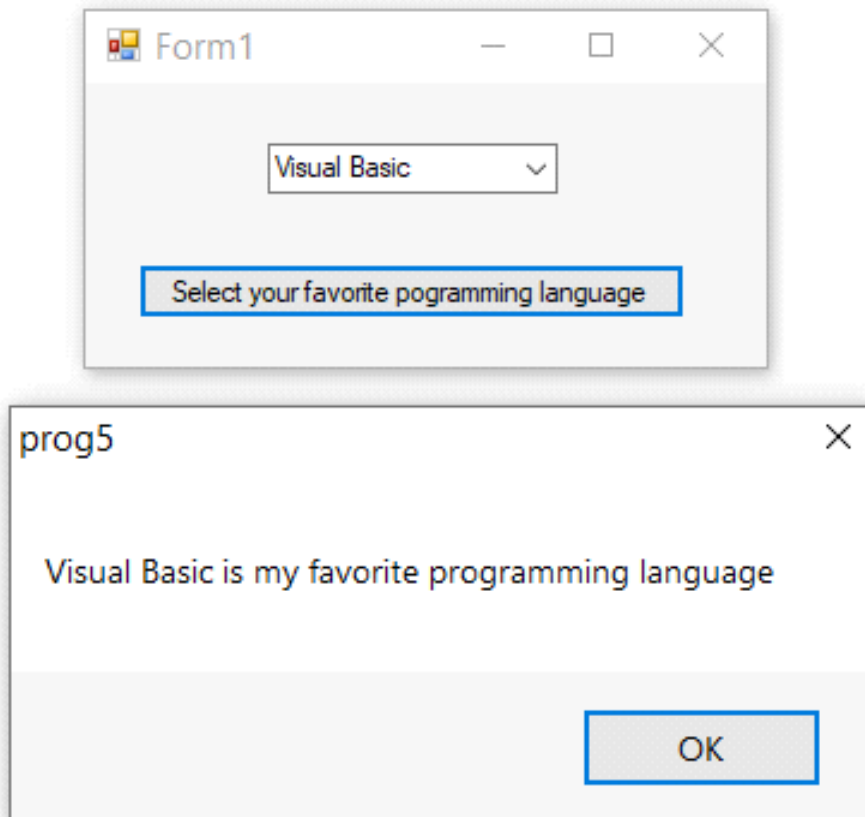 Form1
Visual Basic
Select your favorite pogramming language
prog5
Visual Basic is my favorite programming language
OK